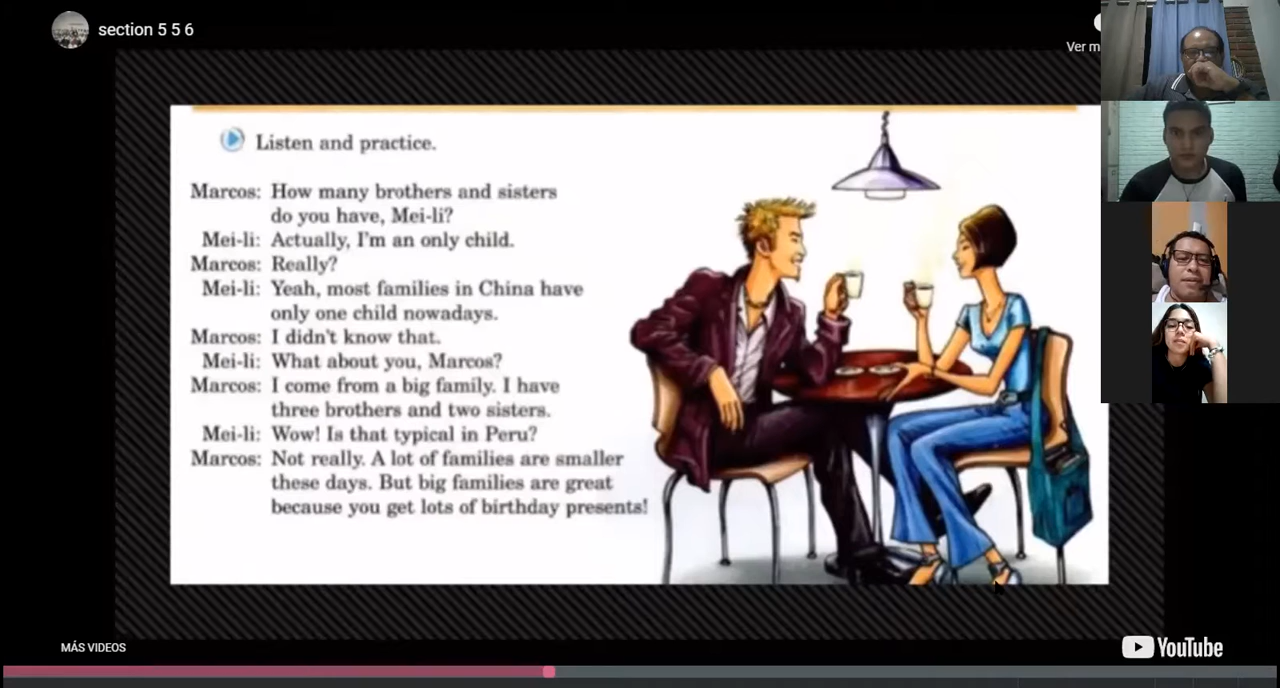 section 5 5 6
Ver m
Listen and practice.
Marcos: How many brothers and sisters
do you have, Mei-li?
Mei-li: Actually, I'm an only child.
Marcos: Really?
Mei-li: Yeah, most families in China have
only one child nowadays.
Marcos: I didn't know that.
Mei-li: What about you, Marcos?
Marcos: I come from a big family. I have
three brothers and two sisters.
Mei-li: Wow! Is that typical in Peru?
Marcos: Not really. A lot of families are smaller
these days. But big families are great
because you get lots of birthday presents!
MÁS VIDEOS
YouTube